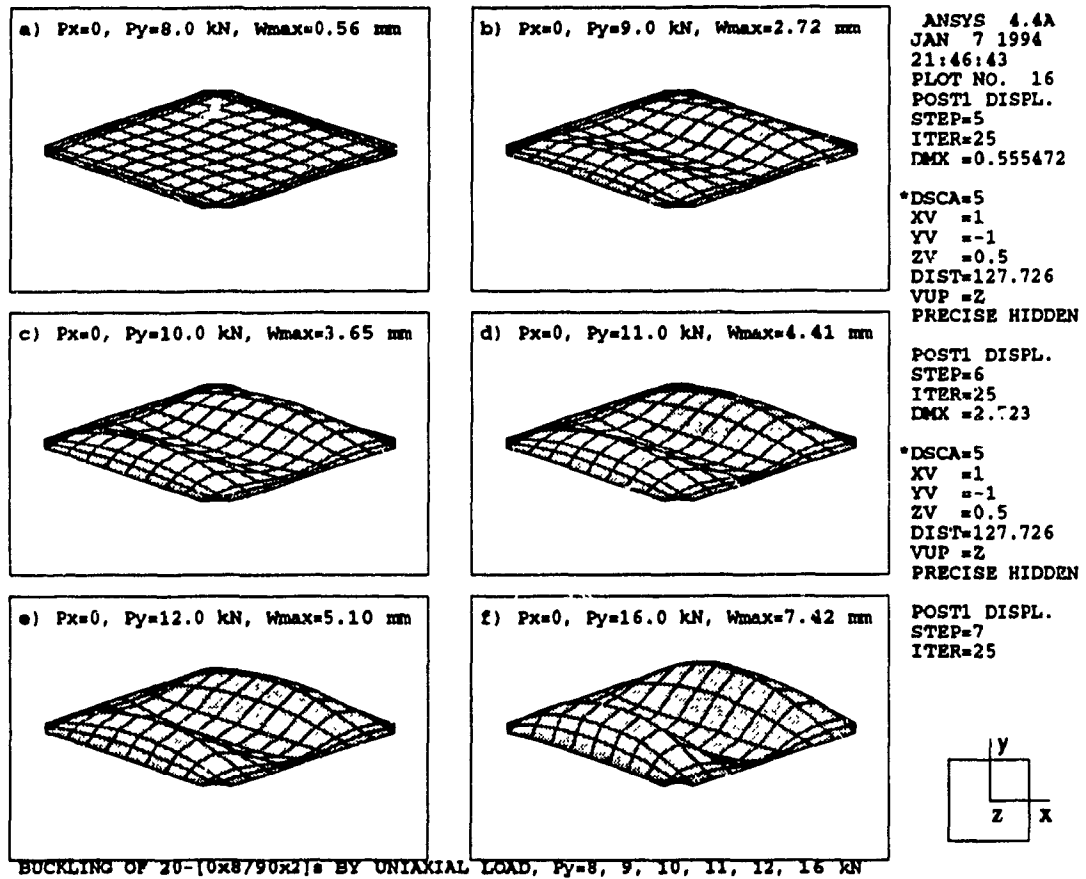 a) Px=0, Py=8.0 kN, Wmax=0.56 mm
b) Px=0, Py=9.0 kN, Wmax=2.72 mm
c) Px=0, Py=10.0 kN, Wmax=3.65 mm
d) Px=0, Py=11.0 kN, Wmax=4.41 mm
e) Px=0, Py=12.0 kN, Wmax=5.10 mm
f) Px=0, Py=16.0 kN, Wmax=7.42 mm
ANSYS 4.4A
JAN 7 1994
21:46:43
PLOT NO. 16
POST1 DISPL.
STEP=5
ITER=25
DMX =0.555472
*DSCA=5
XV =1
YV =-1
ZV =0.5
DIST=127.726
VUP =Z
PRECISE HIDDEN
POST1 DISPL.
STEP=6
ITER=25
DMX =2.723
*DSCA=5
XV =1
YV =-1
ZV =0.5
DIST=127.726
VUP =Z
PRECISE HIDDEN
POST1 DISPL.
STEP=7
ITER=25
y
Z X
BUCKLING OF 20-[0x8/90x2]s BY UNIAXIAL LOAD, Py=8, 9, 10, 11, 12, 16 kN